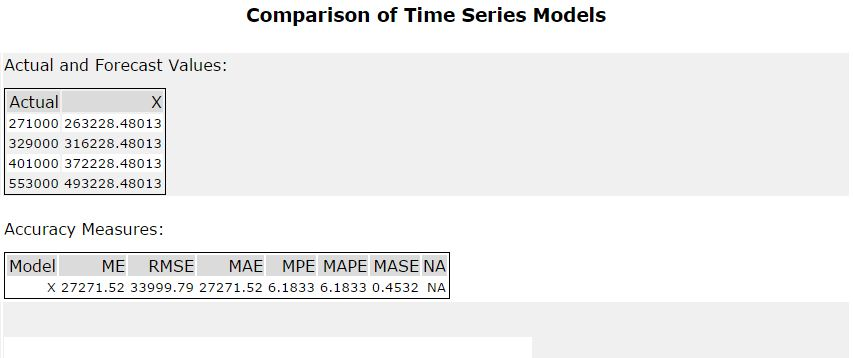 Comparison of Time Series Models
Actual and Forecast Values:
Actual X
271000 263228.48013
329000 316228.48013
401000 372228.48013
553000 493228.48013
Accuracy Measures:
Model ME RMSE MAE MPE MAPE MASE NA
X 27271.52 33999.79 27271.52 6.1833 6.1833 0.4532 NA